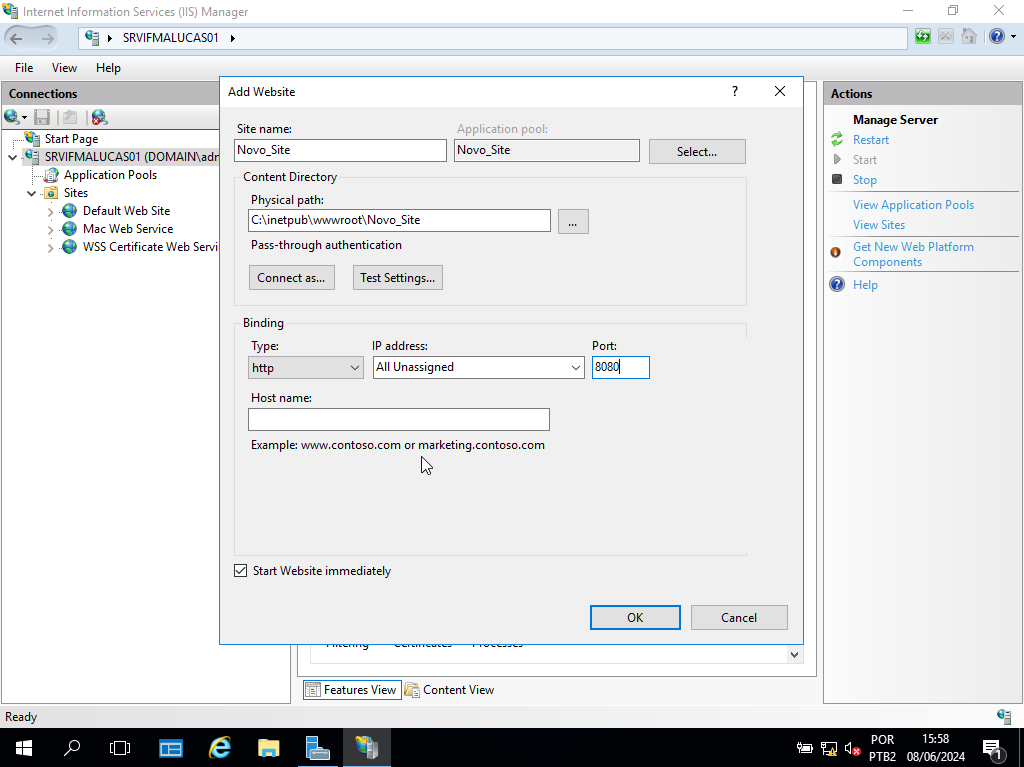 Internet Information Services (IIS) Manager
SRVIFMALUCAS01
File View Help
Connections
Start Page
SRVIFMALUCAS01 (DOMAIN\adn
Application Pools
Sites
Default Web Site
Mac Web Service
WSS Certificate Web Servi
Add Website
?
Site name:
Application pool:
Novo_Site
Novo_Site
Select...
Content Directory
Physical path:
C:\inetpub\wwwroot\Novo_Site
...
Pass-through authentication
Connect as...
Test Settings...
Binding
Type:
IP address:
Port:
http
All Unassigned
8080
Host name:
Example: www.contoso.com or marketing.contoso.com
Start Website immediately
OK
Cancel
Filtering Certificates Processes
Features View
Content View
Actions
Manage Server
Restart
Start
Stop
View Application Pools
View Sites
Get New Web Platform
Components
Help
Ready
POR
PTB2
15:58
08/06/2024
1